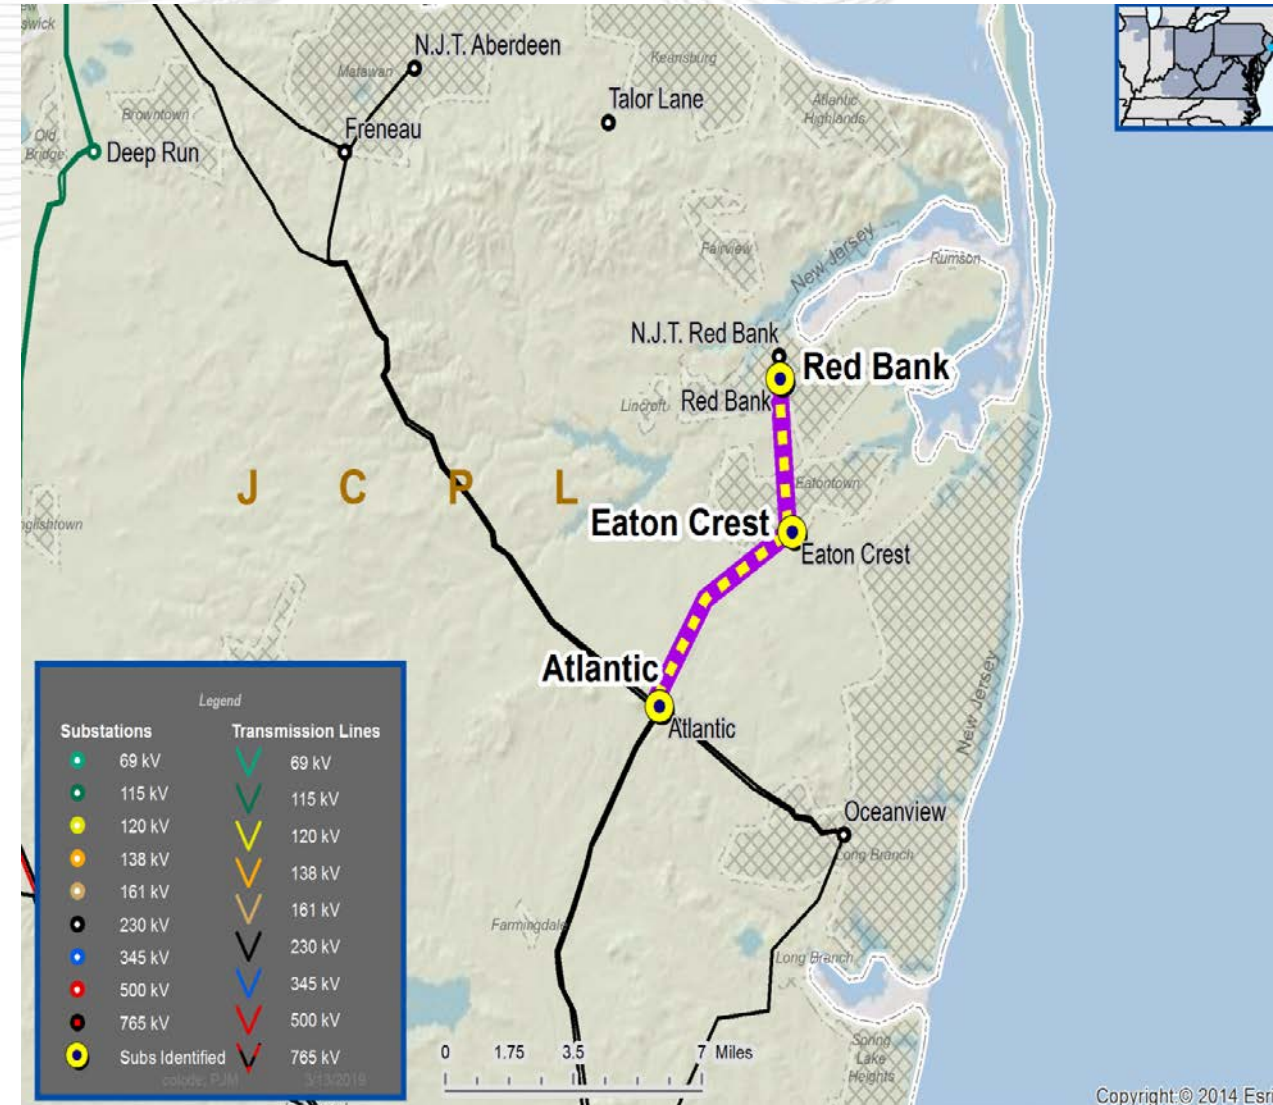 N.J.T. Aberdeen
Matawan
Keansburg
Talor Lane
Atlantic
Highlands
Browntown
Freneau
Old
Bridge
Deep Run
Fairview
New Jersey
Rumson
N.J.T. Red Bank
Red Bank
Lincroft
Red Bank
J C P L
Eatontown
Eaton Crest
Eaton Crest
Atlantic
Atlantic
New Jersey
Oceanview
Long Branch
Farmingdale
Long Branch
Spring
Lake
Heights
Legend
Substations
Transmission Lines
69 kV
69 kV
115 kV
115 kV
120 kV
120 kV
138 kV
138 kV
161 kV
161 kV
230 kV
230 kV
345 kV
345 kV
500 kV
500 kV
765 kV
765 kV
Subs Identified
PJM 3/13/2019
0 1.75 3.5 7 Miles
Copyright:© 2014 Esri